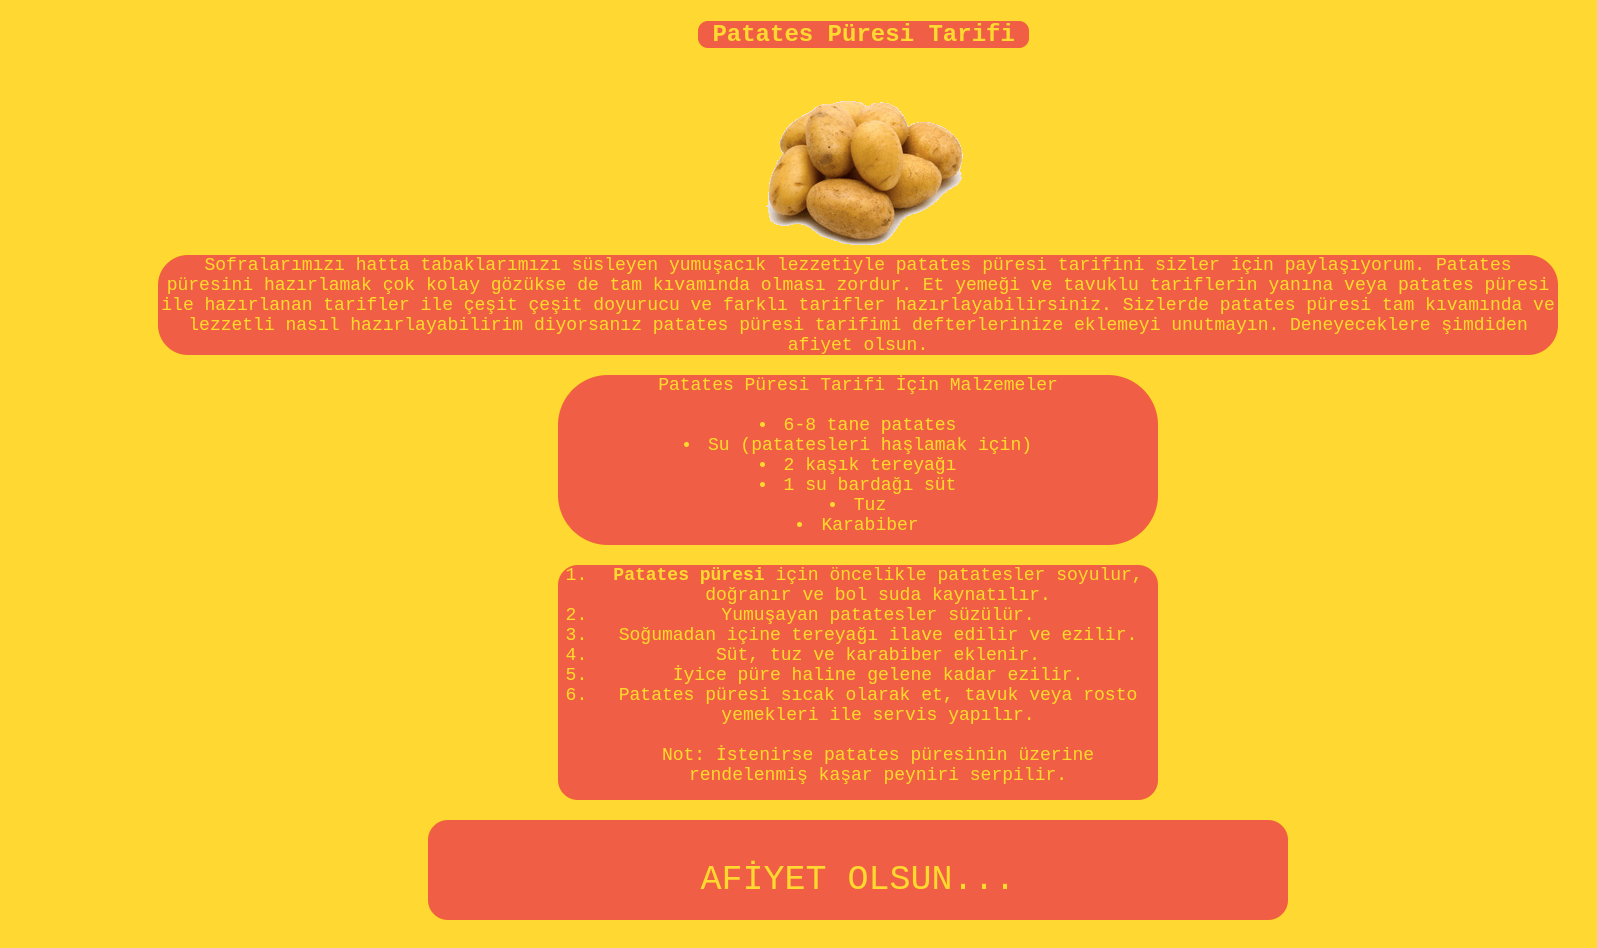 Patates Püresi Tarifi
Sofralarımızı hatta tabaklarımızı süsleyen yumuşacık lezzetiyle patates püresi tarifini sizler için paylaşıyorum. Patates
püresini hazırlamak çok kolay gözükse de tam kıvamında olması zordur. Et yemeği ve tavuklu tariflerin yanına veya patates püresi
ile hazırlanan tarifler ile çeşit çeşit doyurucu ve farklı tarifler hazırlayabilirsiniz. Sizlerde patates püresi tam kıvamında ve
lezzetli nasıl hazırlayabilirim diyorsanız patates püresi tarifimi defterlerinize eklemeyi unutmayın. Deneyeceklere şimdiden
afiyet olsun.
Patates Püresi Tarifi İçin Malzemeler
• 6-8 tane patates
• Su (patatesleri haşlamak için)
• 2 kaşık tereyağı
• 1 su bardağı süt
• Tuz
• Karabiber
1. Patates püresi için öncelikle patatesler soyulur,
doğranır ve bol suda kaynatılır.
2. Yumuşayan patatesler süzülür.
3. Soğumadan içine tereyağı ilave edilir ve ezilir.
4. Süt, tuz ve karabiber eklenir.
5. İyice püre haline gelene kadar ezilir.
6. Patates püresi sıcak olarak et, tavuk veya rosto
yemekleri ile servis yapılır.
Not: İstenirse patates püresinin üzerine
rendelenmiş kaşar peyniri serpilir.
AFİYET OLSUN...